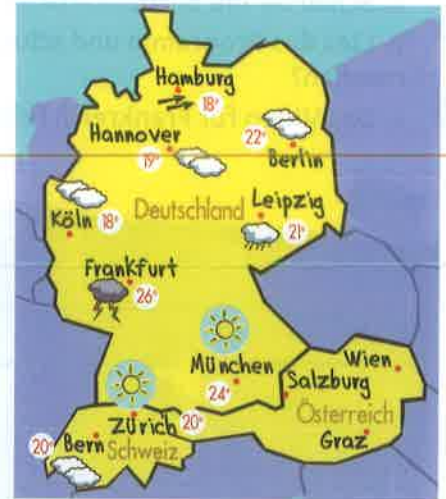 Hamburg
18°
Hannover
22°
19°
Berlin
Köln 18°
Deutschland
Leipzig
21°
Frankfurt
26°
München
24°
Wien
Salzburg
Österreich
Graz
Zürich 20°
20° Bern
Schweiz